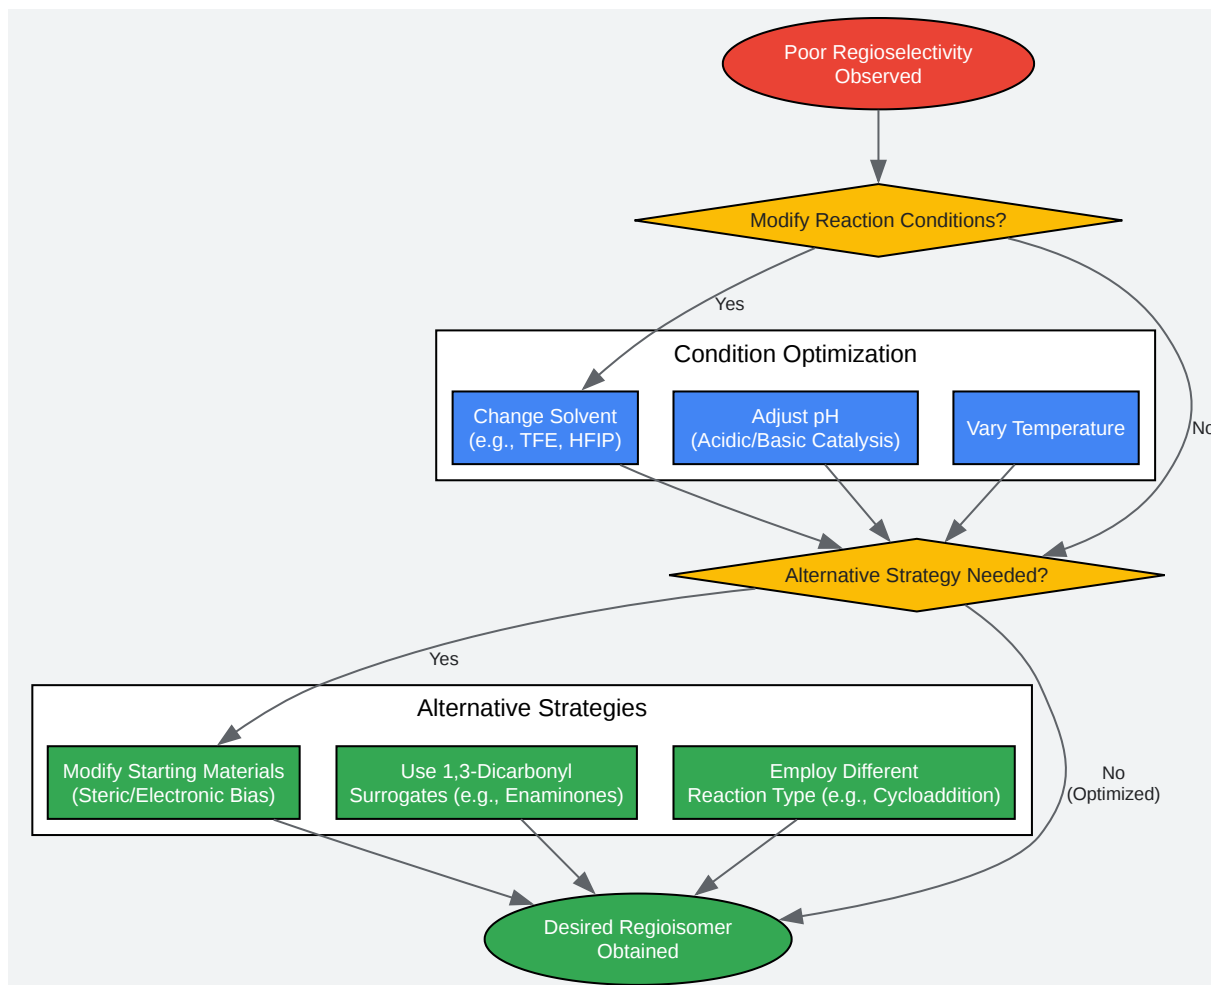 Poor Regioselectivity
Observed
Modify Reaction Conditions?
Yes
Condition Optimization
Change Solvent
(e.g., TFE, HFIP)
Adjust pH
(Acidic/Basic Catalysis)
Vary Temperature
No
Alternative Strategy Needed?
Yes
Alternative Strategies
Modify Starting Materials
(Steric/Electronic Bias)
Use 1,3-Dicarbonyl
Surrogates (e.g., Enaminones)
Employ Different
Reaction Type (e.g., Cycloaddition)
No
(Optimized)
Desired Regioisomer
Obtained